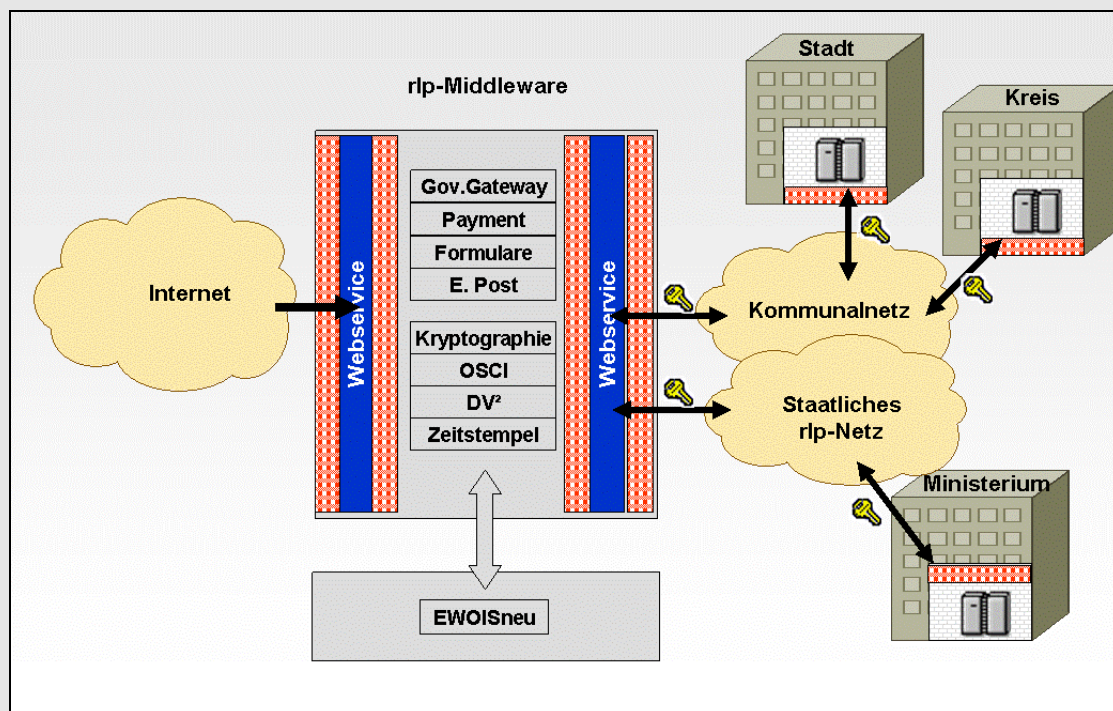 Stadt
Kreis
rlp-Middleware
Internet
Webservice
Gov.Gateway
Payment
Formulare
E. Post
Kryptographie
OSCI
DV²
Zeitstempel
Webservice
Kommunalnetz
Staatliches
rlp-Netz
Ministerium
EWOISneu